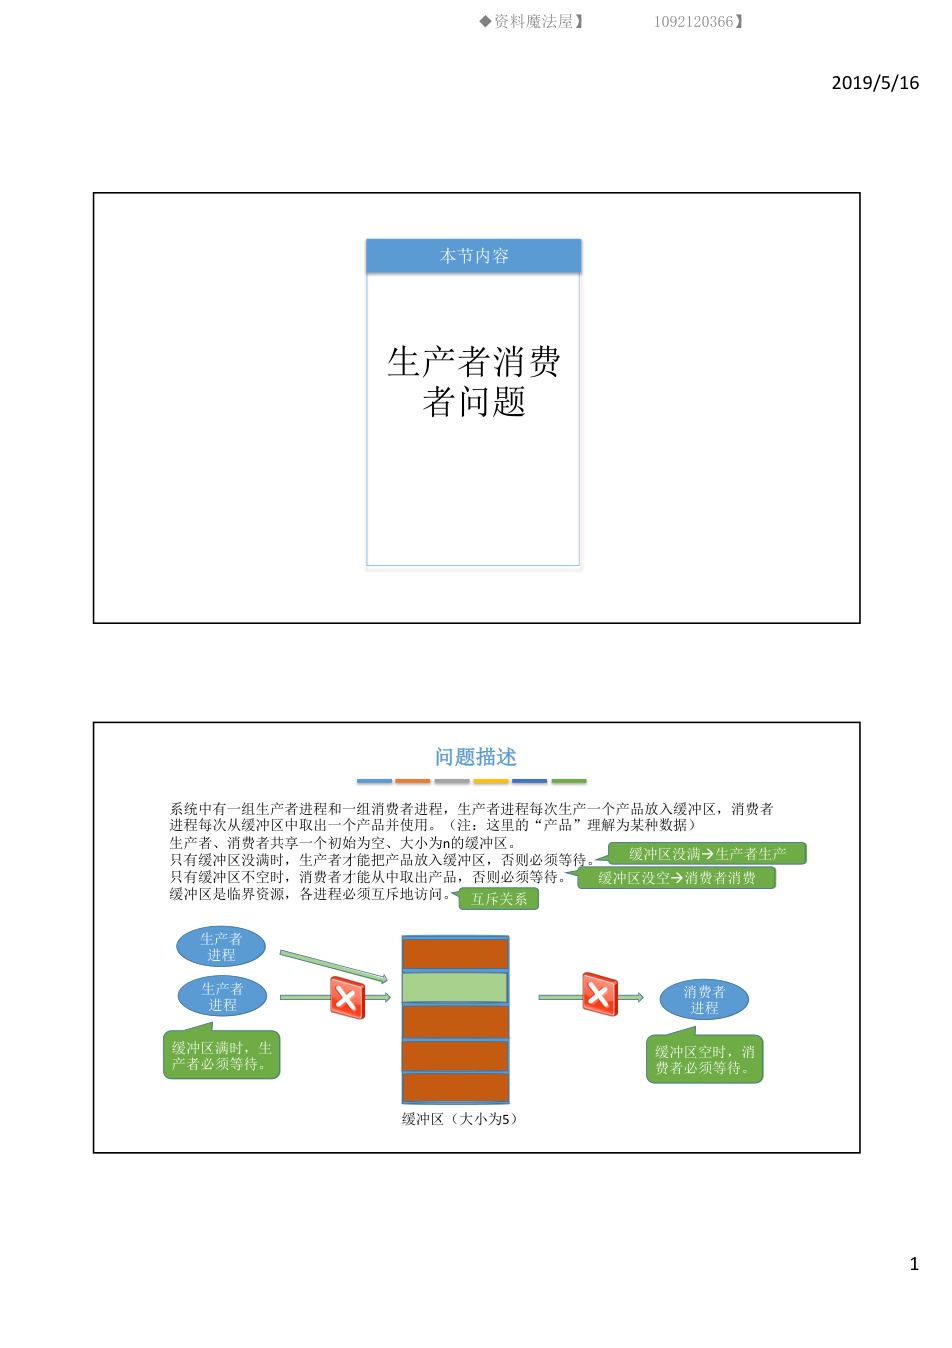 ◆资料魔法屋】 1092120366】
2019/5/16
本节内容
生产者消费
者问题
问题描述
系统中有一组生产者进程和一组消费者进程，生产者进程每次生产一个产品放入缓冲区，消费者
进程每次从缓冲区中取出一个产品并使用。（注：这里的“产品”理解为某种数据）
生产者、消费者共享一个初始为空、大小为n的缓冲区。
只有缓冲区没满时，生产者才能把产品放入缓冲区，否则必须等待。
缓冲区没满→生产者生产
只有缓冲区不空时，消费者才能从中取出产品，否则必须等待。
缓冲区没空→消费者消费
缓冲区是临界资源，各进程必须互斥地访问。
互斥关系
生产者
进程
生产者
进程
消费者
进程
缓冲区满时，生
产者必须等待。
缓冲区空时，消
费者必须等待。
缓冲区（大小为5）
1